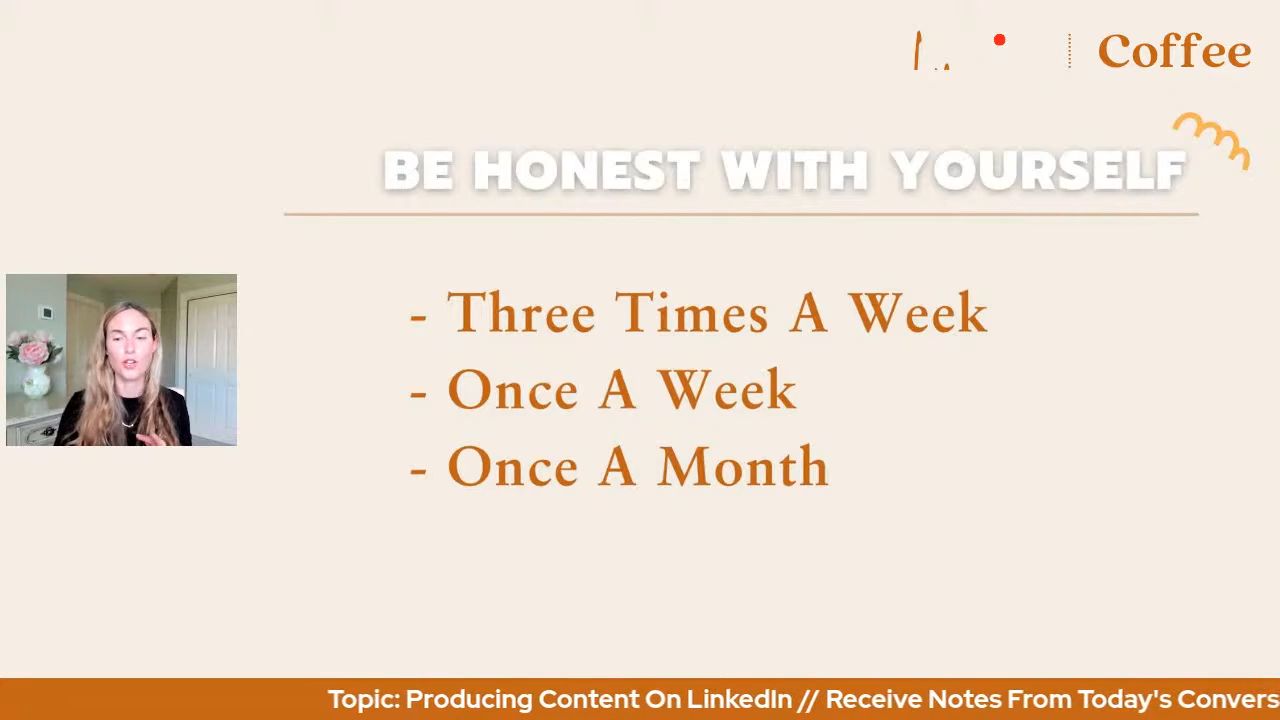 Coffee
BE HONEST WITH YOURSELF
- Three Times A Week
- Once A Week
- Once A Month
Topic: Producing Content On LinkedIn // Receive Notes From Today's Convers